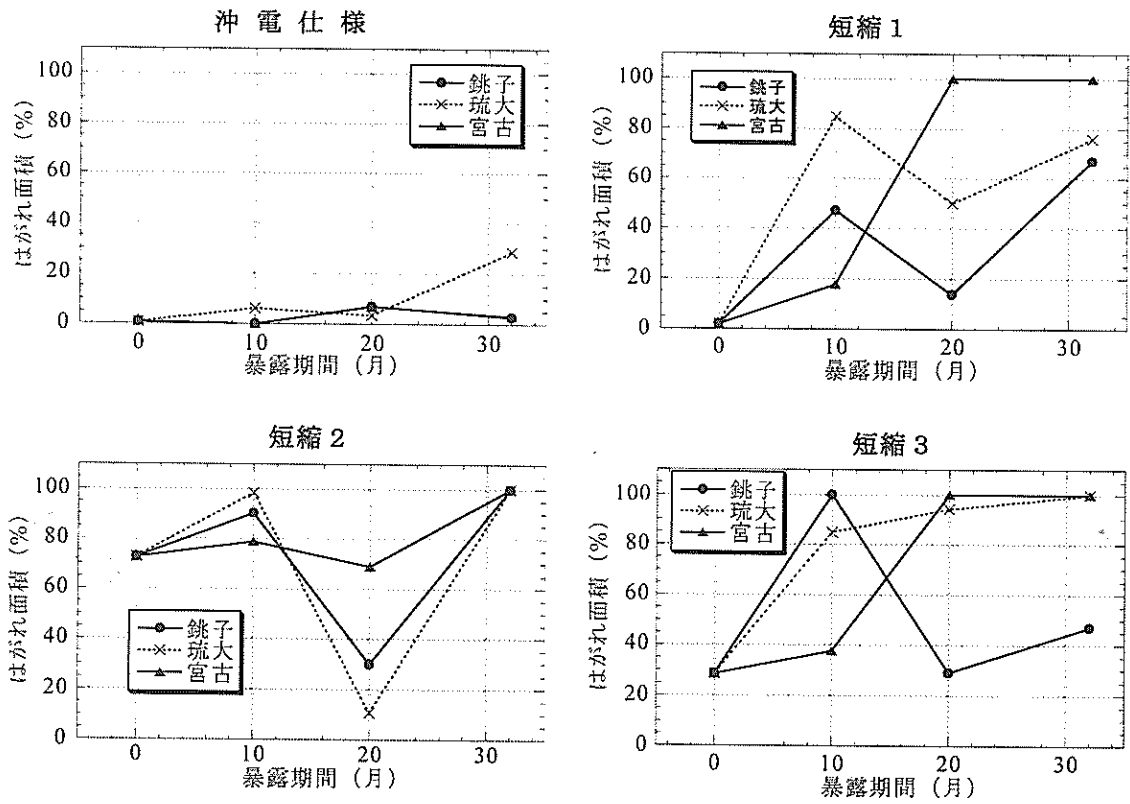 沖電仕様
はがれ面積 (%)
100
80
60
40
20
0
銚子
琉大
宮古
0 10 20 30
暴露期間 (月)
短縮1
はがれ面積 (%)
100
80
60
40
20
0
銚子
琉大
宮古
0 10 20 30
暴露期間 (月)
短縮2
はがれ面積 (%)
100
80
60
40
20
0
銚子
琉大
宮古
0 10 20 30
暴露期間 (月)
短縮3
はがれ面積 (%)
100
80
60
40
20
0
銚子
琉大
宮古
0 10 20 30
暴露期間 (月)